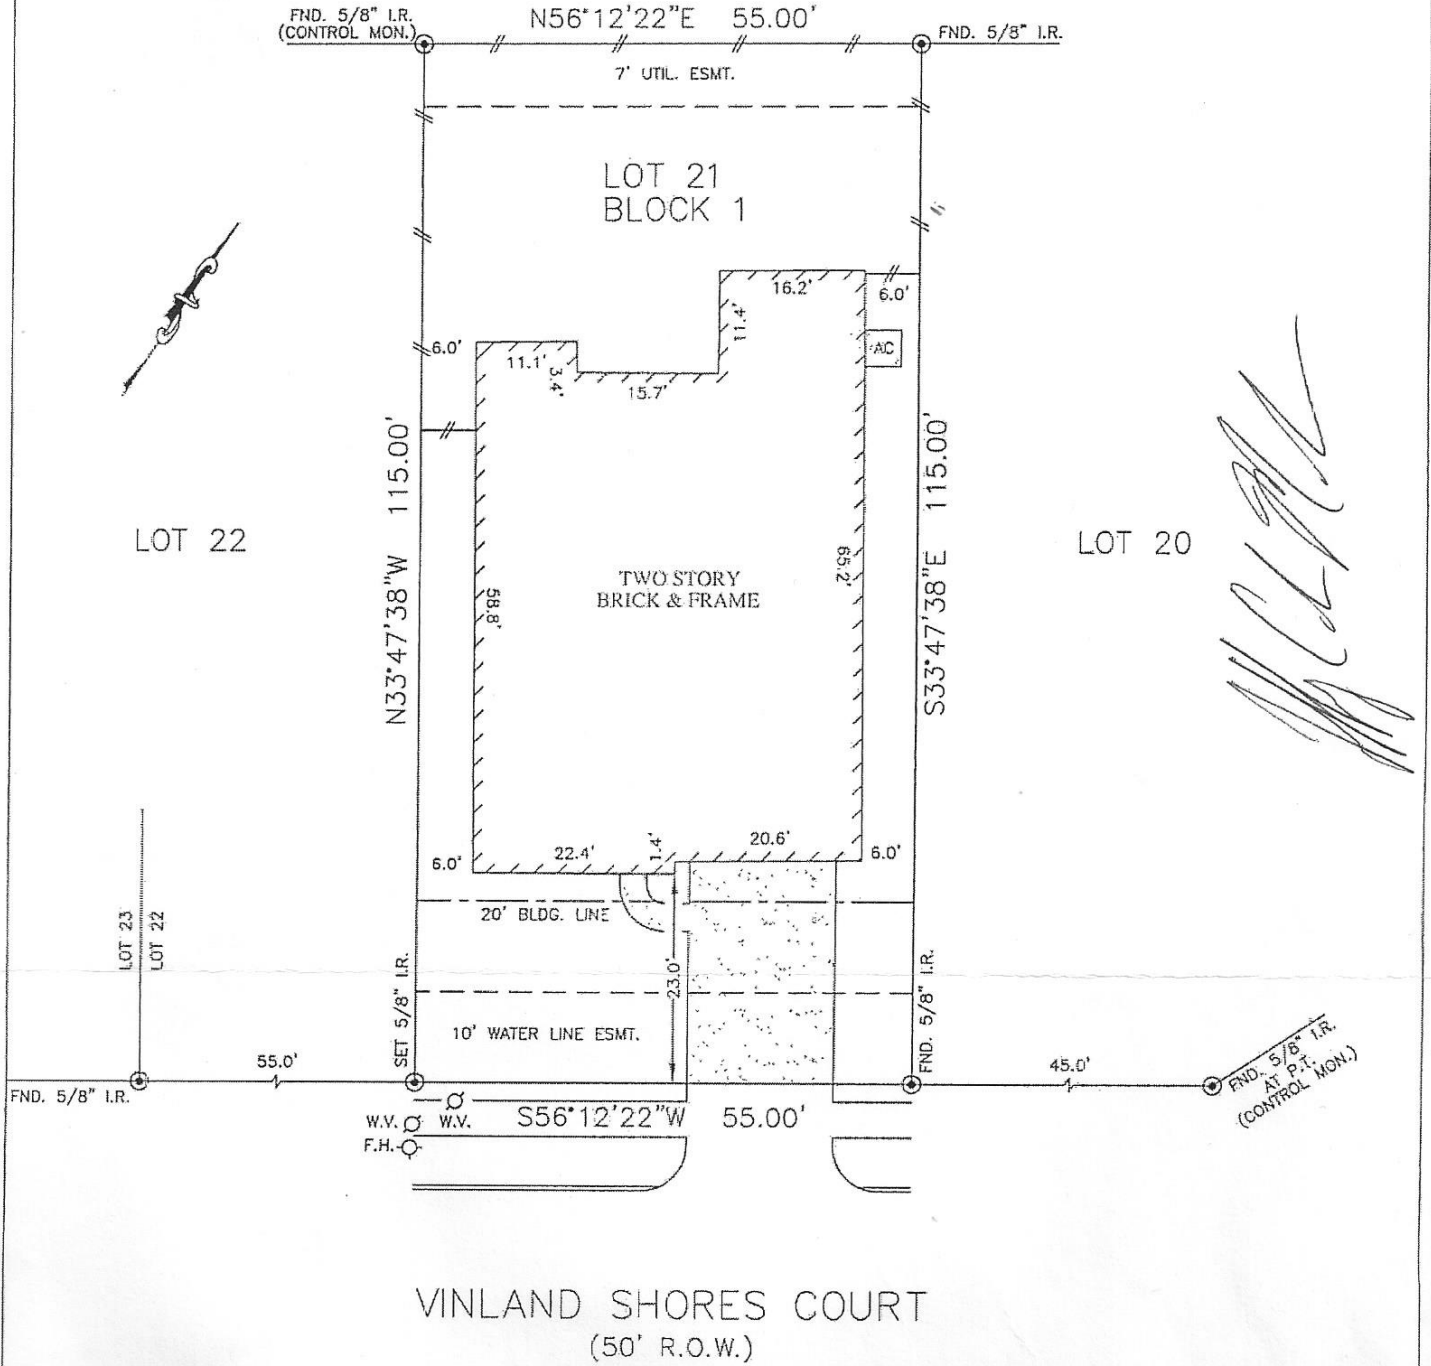 FND. 5/8" I.R.
(CONTROL MON.)
N56°12'22"E 55.00'
FND. 5/8" I.R.
7' UTIL. ESMT.
LOT 21
BLOCK 1
16.2'
6.0'
11.4'
AC
6.0'
11.1'
3.4'
15.7'
N33°47'38"W 115.00'
S33°47'38"E 115.00'
LOT 22
LOT 20
TWO STORY
BRICK & FRAME
58.8'
65.2'
6.0'
22.4'
1.4'
20.6'
6.0'
20' BLDG. LINE
LOT 23
LOT 22
SET 5/8" I.R.
23.0'
FND. 5/8" I.R.
10' WATER LINE ESMT.
55.0'
45.0'
FND. 5/8" I.R.
FND. 5/8" I.R.
AT P.T.
(CONTROL MON.)
W.V.
W.V.
S56°12'22"W 55.00'
F.H.
VINLAND SHORES COURT
(50' R.O.W.)